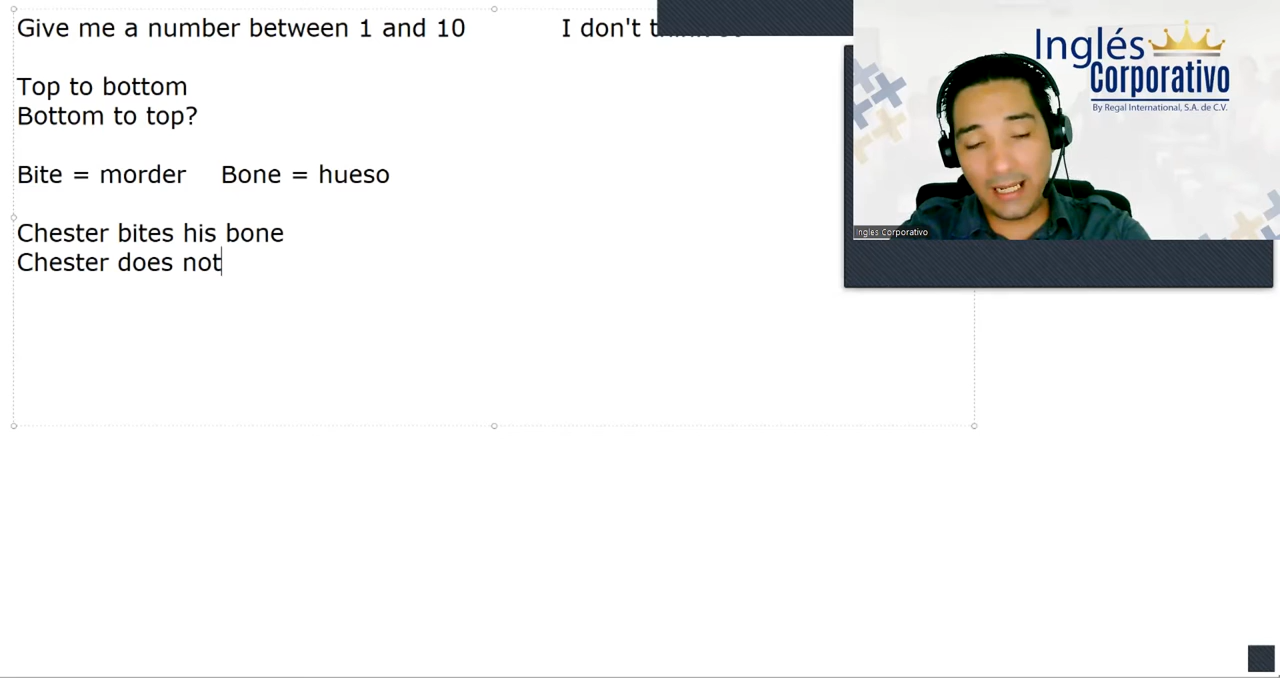 Give me a number between 1 and 10
I don't
Top to bottom
Bottom to top?
Bite = morder Bone = hueso
Chester bites his bone
Chester does not
Inglés
Corporativo
By Regal International, S.A. de C.V.
Inglés Corporativo